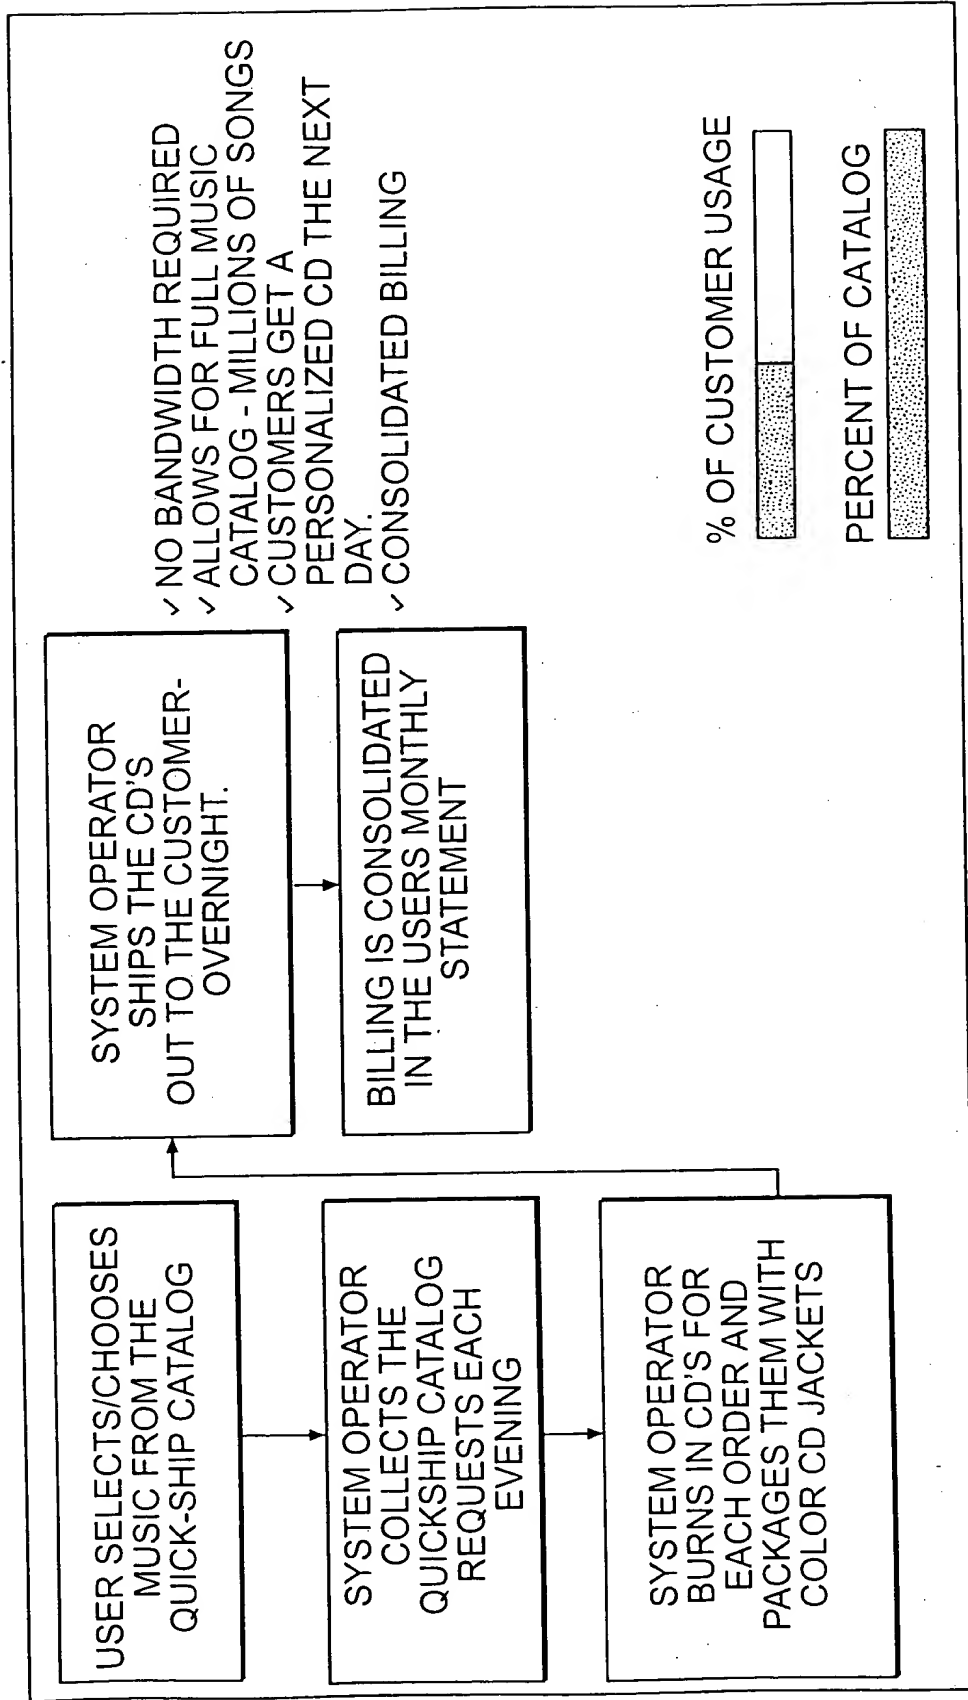 USER SELECTS/CHOOSES
MUSIC FROM THE
QUICK-SHIP CATALOG
SYSTEM OPERATOR
COLLECTS THE
QUICKSHIP CATALOG
REQUESTS EACH
EVENING
SYSTEM OPERATOR
BURNS IN CD'S FOR
EACH ORDER AND
PACKAGES THEM WITH
COLOR CD JACKETS
SYSTEM OPERATOR
SHIPS THE CD'S
OUT TO THE CUSTOMER-
OVERNIGHT.
BILLING IS CONSOLIDATED
IN THE USERS MONTHLY
STATEMENT
✓ NO BANDWIDTH REQUIRED
✓ ALLOWS FOR FULL MUSIC
CATALOG - MILLIONS OF SONGS
✓ CUSTOMERS GET A
PERSONALIZED CD THE NEXT
DAY.
✓ CONSOLIDATED BILLING
% OF CUSTOMER USAGE
PERCENT OF CATALOG